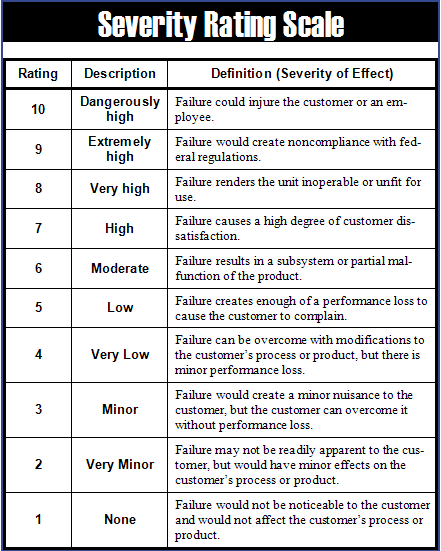 Severity Rating Scale
Rating Description Definition (Severity of Effect)
10 Dangerously high Failure could injure the customer or an em-
ployee.
9 Extremely high Failure would create noncompliance with fed-
eral regulations.
8 Very high Failure renders the unit inoperable or unfit for
use.
7 High Failure causes a high degree of customer dis-
satisfaction.
6 Moderate Failure results in a subsystem or partial mal-
function of the product.
5 Low Failure creates enough of a performance loss to
cause the customer to complain.
4 Very Low Failure can be overcome with modifications to
the customer's process or product, but there is
minor performance loss.
3 Minor Failure would create a minor nuisance to the
customer, but the customer can overcome it
without performance loss.
2 Very Minor Failure may not be readily apparent to the cus-
tomer, but would have minor effects on the
customer's process or product.
1 None Failure would not be noticeable to the customer
and would not affect the customer's process or
product.